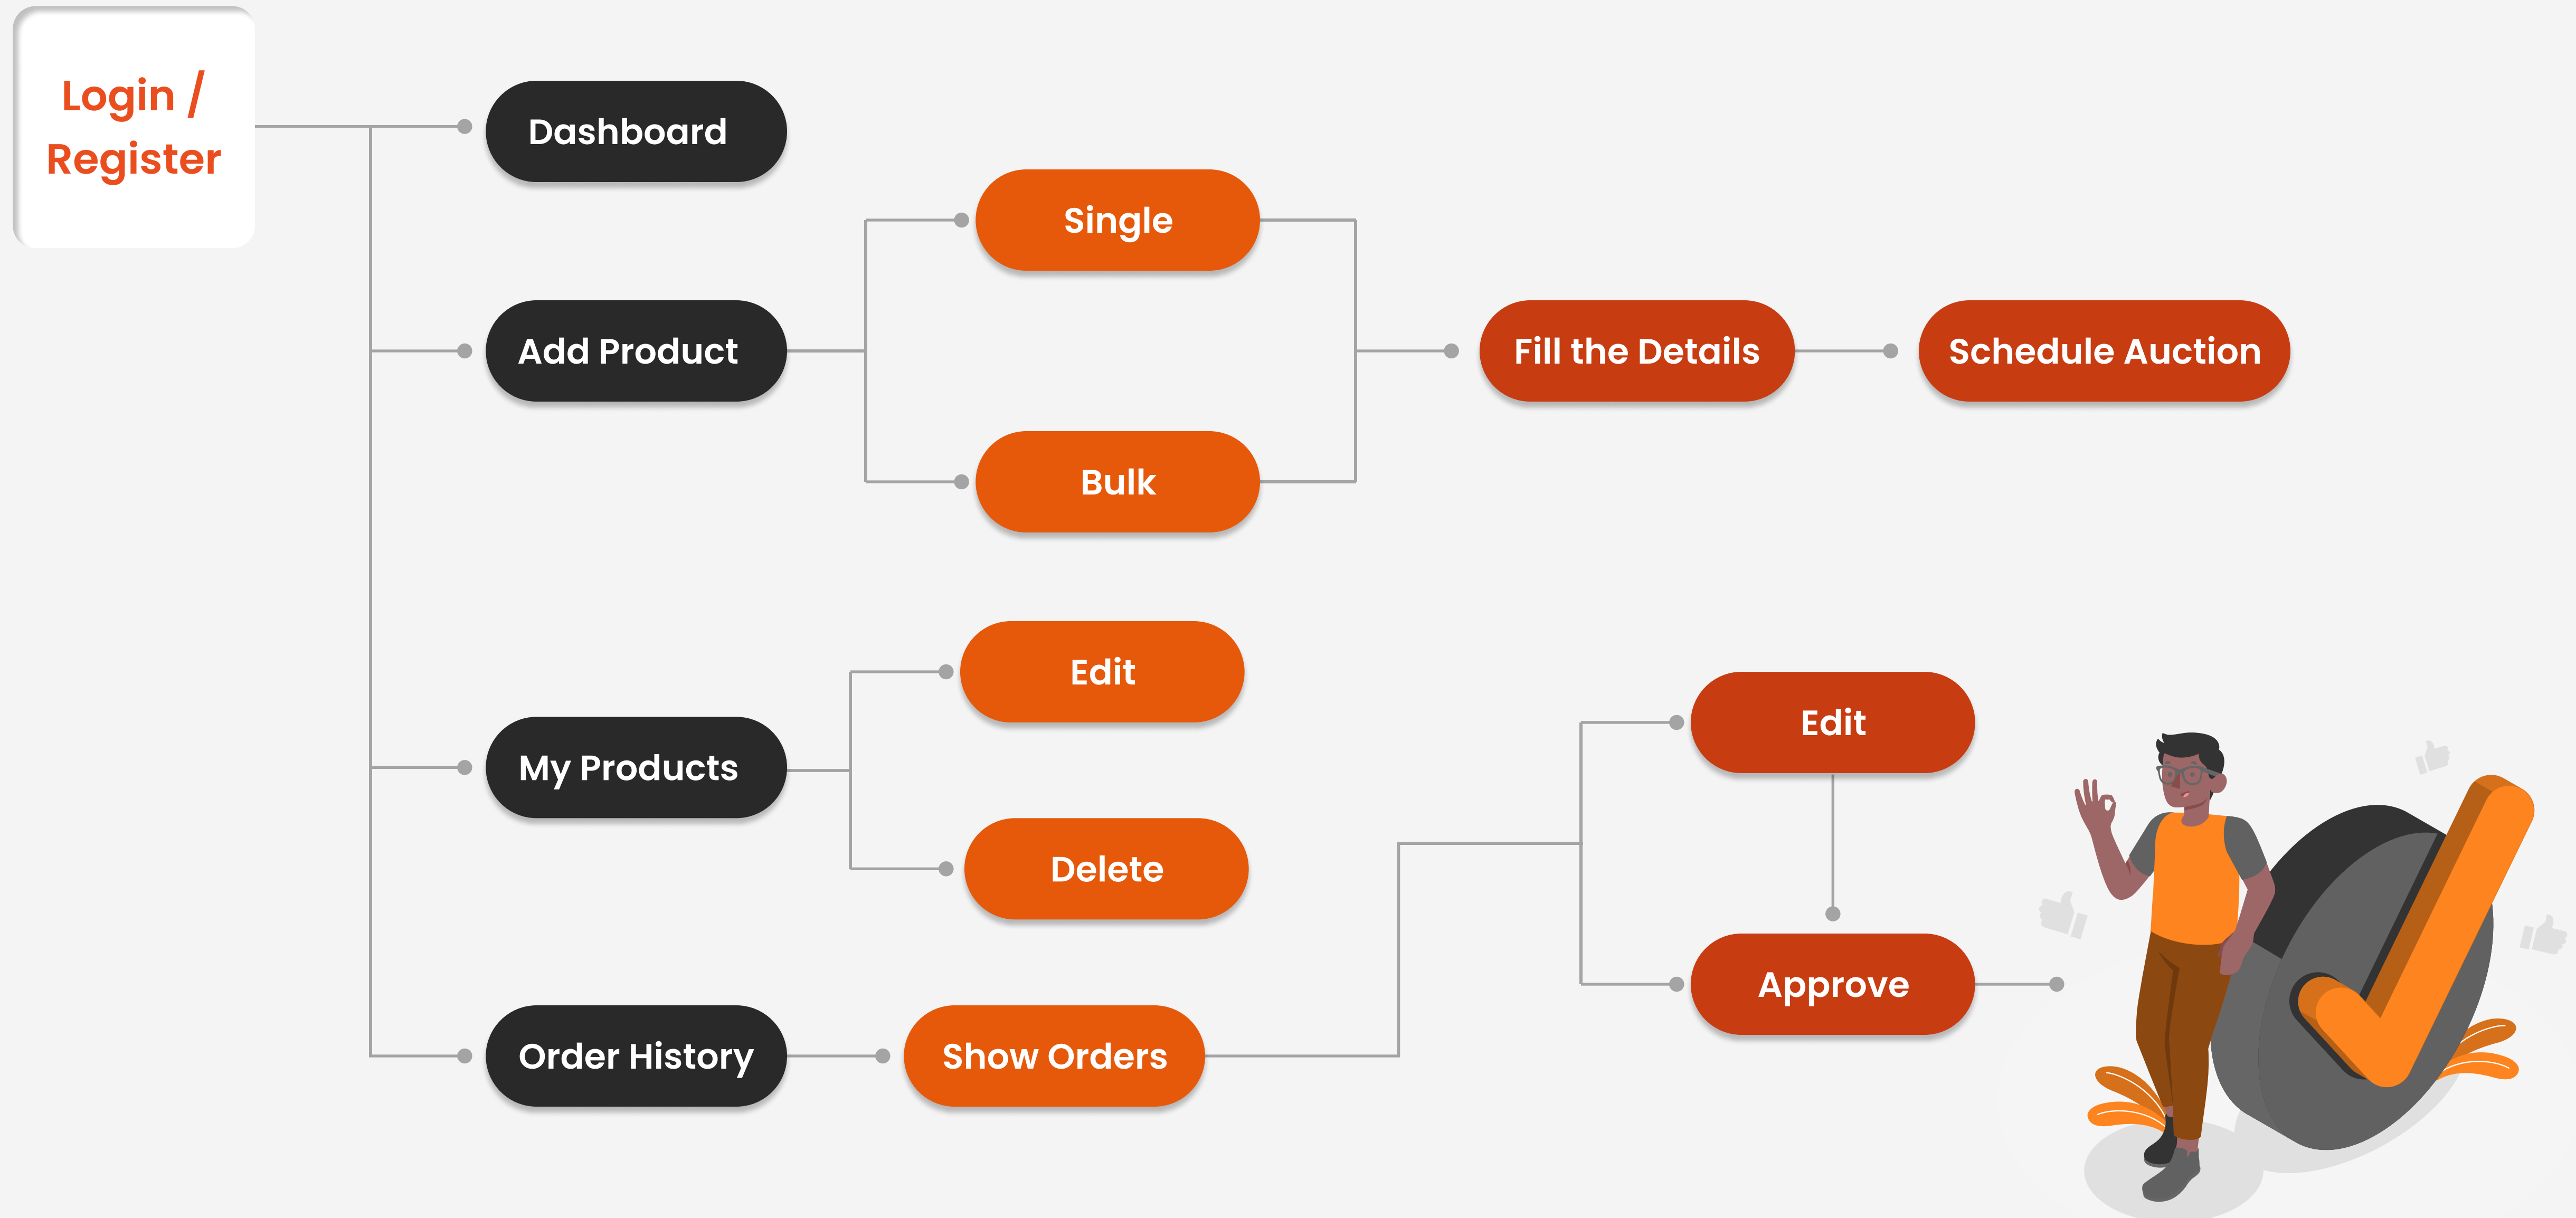 Login /
Register
Dashboard
Single
Add Product
Fill the Details
Schedule Auction
Bulk
Edit
My Products
Delete
Edit
Approve
Order History
Show Orders